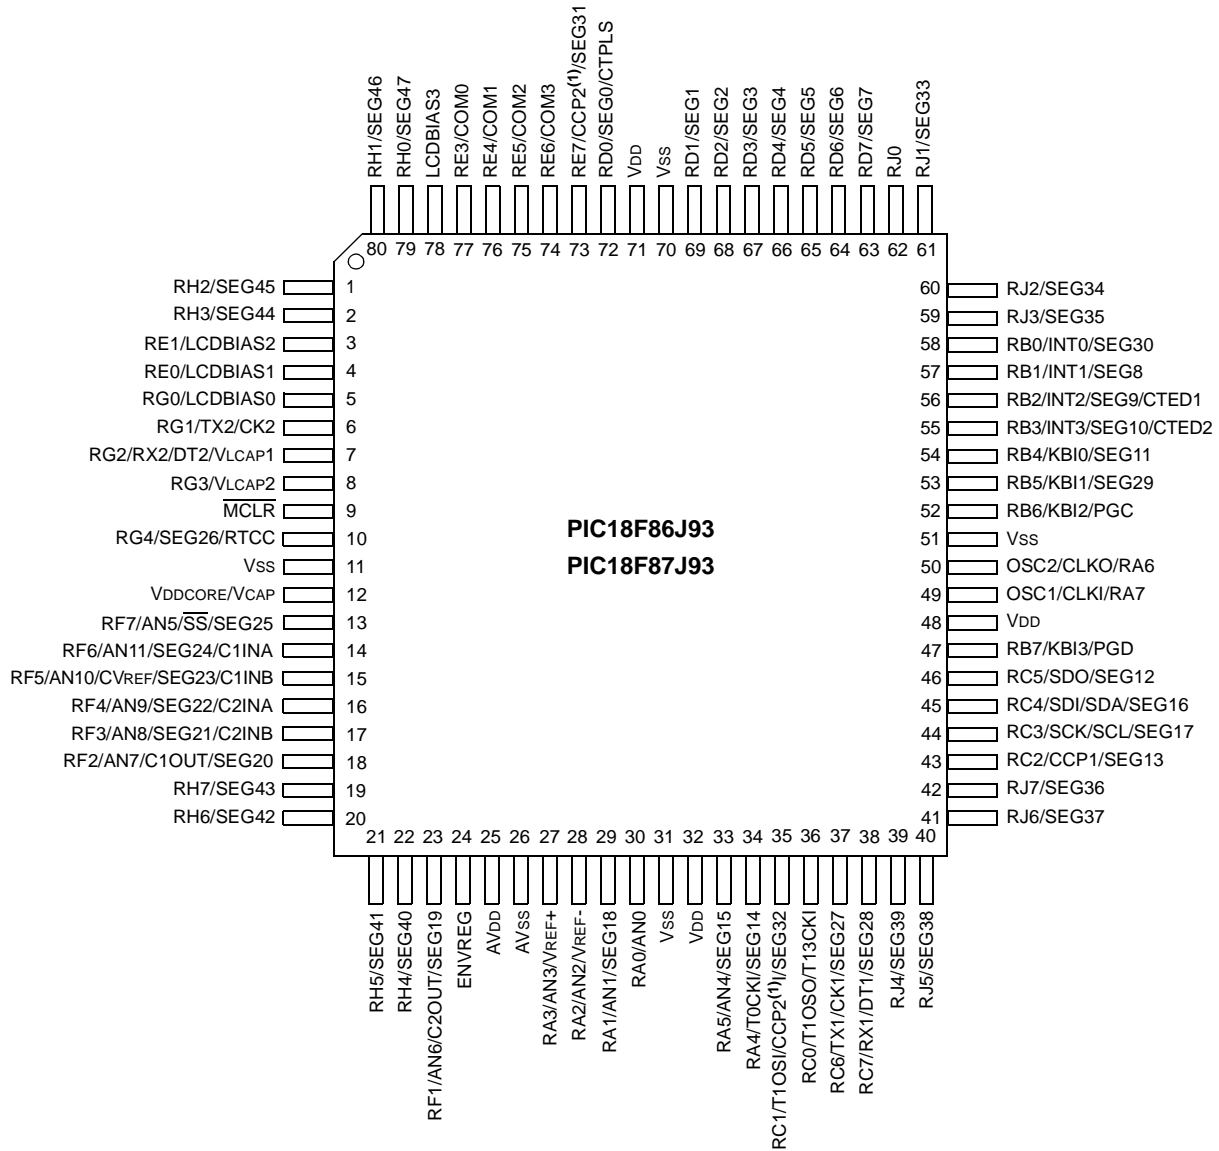 RH1/SEG46
RH0/SEG47
LCDBIAS3
RE3/COM0
RE4/COM1
RE5/COM2
RE6/COM3
RE7/CCP2(1)/SEG31
RD0/SEG0/CTPLS
VDD
VSS
RD1/SEG1
RD2/SEG2
RD3/SEG3
RD4/SEG4
RD5/SEG5
RD6/SEG6
RD7/SEG7
RJ0
RJ1/SEG33
80 79 78 77 76 75 74 73 72 71 70 69 68 67 66 65 64 63 62 61
RH2/SEG45 1
RH3/SEG44 2
RE1/LCDBIAS2 3
RE0/LCDBIAS1 4
RG0/LCDBIAS0 5
RG1/TX2/CK2 6
RG2/RX2/DT2/VLCAP1 7
RG3/VLCAP2 8
MCLR 9
RG4/SEG26/RTCC 10
VSS 11
VDDCORE/VCAP 12
RF7/AN5/SS/SEG25 13
RF6/AN11/SEG24/C1INA 14
RF5/AN10/CVREF/SEG23/C1INB 15
RF4/AN9/SEG22/C2INA 16
RF3/AN8/SEG21/C2INB 17
RF2/AN7/C1OUT/SEG20 18
RH7/SEG43 19
RH6/SEG42 20
PIC18F86J93
PIC18F87J93
60 RJ2/SEG34
59 RJ3/SEG35
58 RB0/INT0/SEG30
57 RB1/INT1/SEG8
56 RB2/INT2/SEG9/CTED1
55 RB3/INT3/SEG10/CTED2
54 RB4/KBI0/SEG11
53 RB5/KBI1/SEG29
52 RB6/KBI2/PGC
51 VSS
50 OSC2/CLKO/RA6
49 OSC1/CLKI/RA7
48 VDD
47 RB7/KBI3/PGD
46 RC5/SDO/SEG12
45 RC4/SDI/SDA/SEG16
44 RC3/SCK/SCL/SEG17
43 RC2/CCP1/SEG13
42 RJ7/SEG36
41 RJ6/SEG37
21 22 23 24 25 26 27 28 29 30 31 32 33 34 35 36 37 38 39 40
RH5/SEG41
RH4/SEG40
RF1/AN6/C2OUT/SEG19
ENVREG
AVDD
AVSS
RA3/AN3/VREF+
RA2/AN2/VREF-
RA1/AN1/SEG18
RA0/AN0
VSS
VDD
RA5/AN4/SEG15
RA4/T0CKI/SEG14
RC1/T1OSI/CCP2(1)I/SEG32
RC0/T1OSO/T13CKI
RC6/TX1/CK1/SEG27
RC7/RX1/DT1/SEG28
RJ4/SEG39
RJ5/SEG38